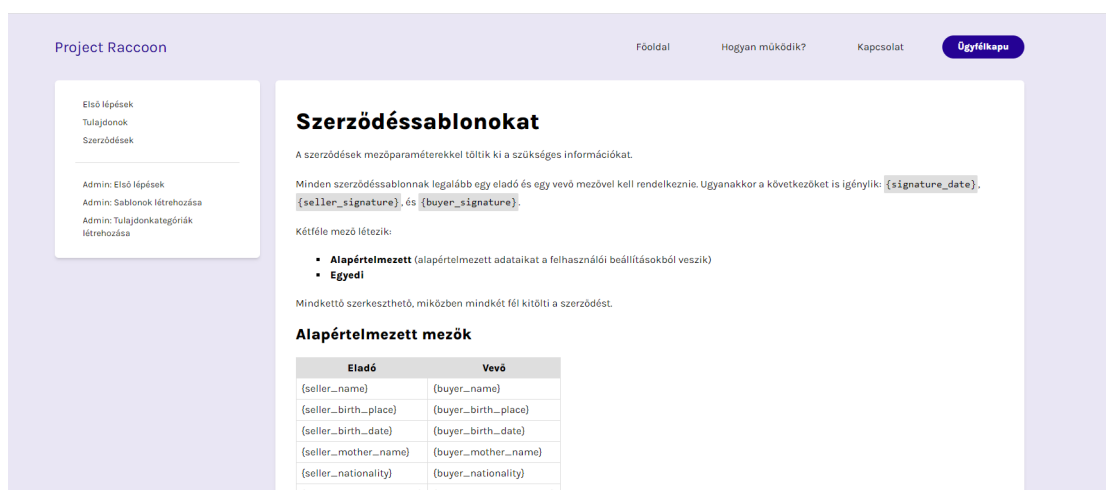 Project Raccoon
Főoldal
Hogyan működik?
Kapcsolat
Ügyfélkapu
Első lépések
Tulajdonok
Szerződések
Admin: Első lépések
Admin: Sablonok létrehozása
Admin: Tulajdonkategóriák
létrehozása
Szerződéssablonokat
A szerződések mezőparaméterekkel töltik ki a szükséges információkat.
Minden szerződéssablonnak legalább egy eladó és egy vevő mezővel kell rendelkeznie. Ugyanakkor a következőket is igénylik: {signature_date},
{seller_signature}, és {buyer_signature}.
Kétféle mező létezik:
▪ Alapértelmezett (alapértelmezett adataikat a felhasználói beállításokból veszik)
▪ Egyedi
Mindkettő szerkeszthető, miközben mindkét fél kitölti a szerződést.
Alapértelmezett mezők
Eladó Vevő
{seller_name} {buyer_name}
{seller_birth_place} {buyer_birth_place}
{seller_birth_date} {buyer_birth_date}
{seller_mother_name} {buyer_mother_name}
{seller_nationality} {buyer_nationality}